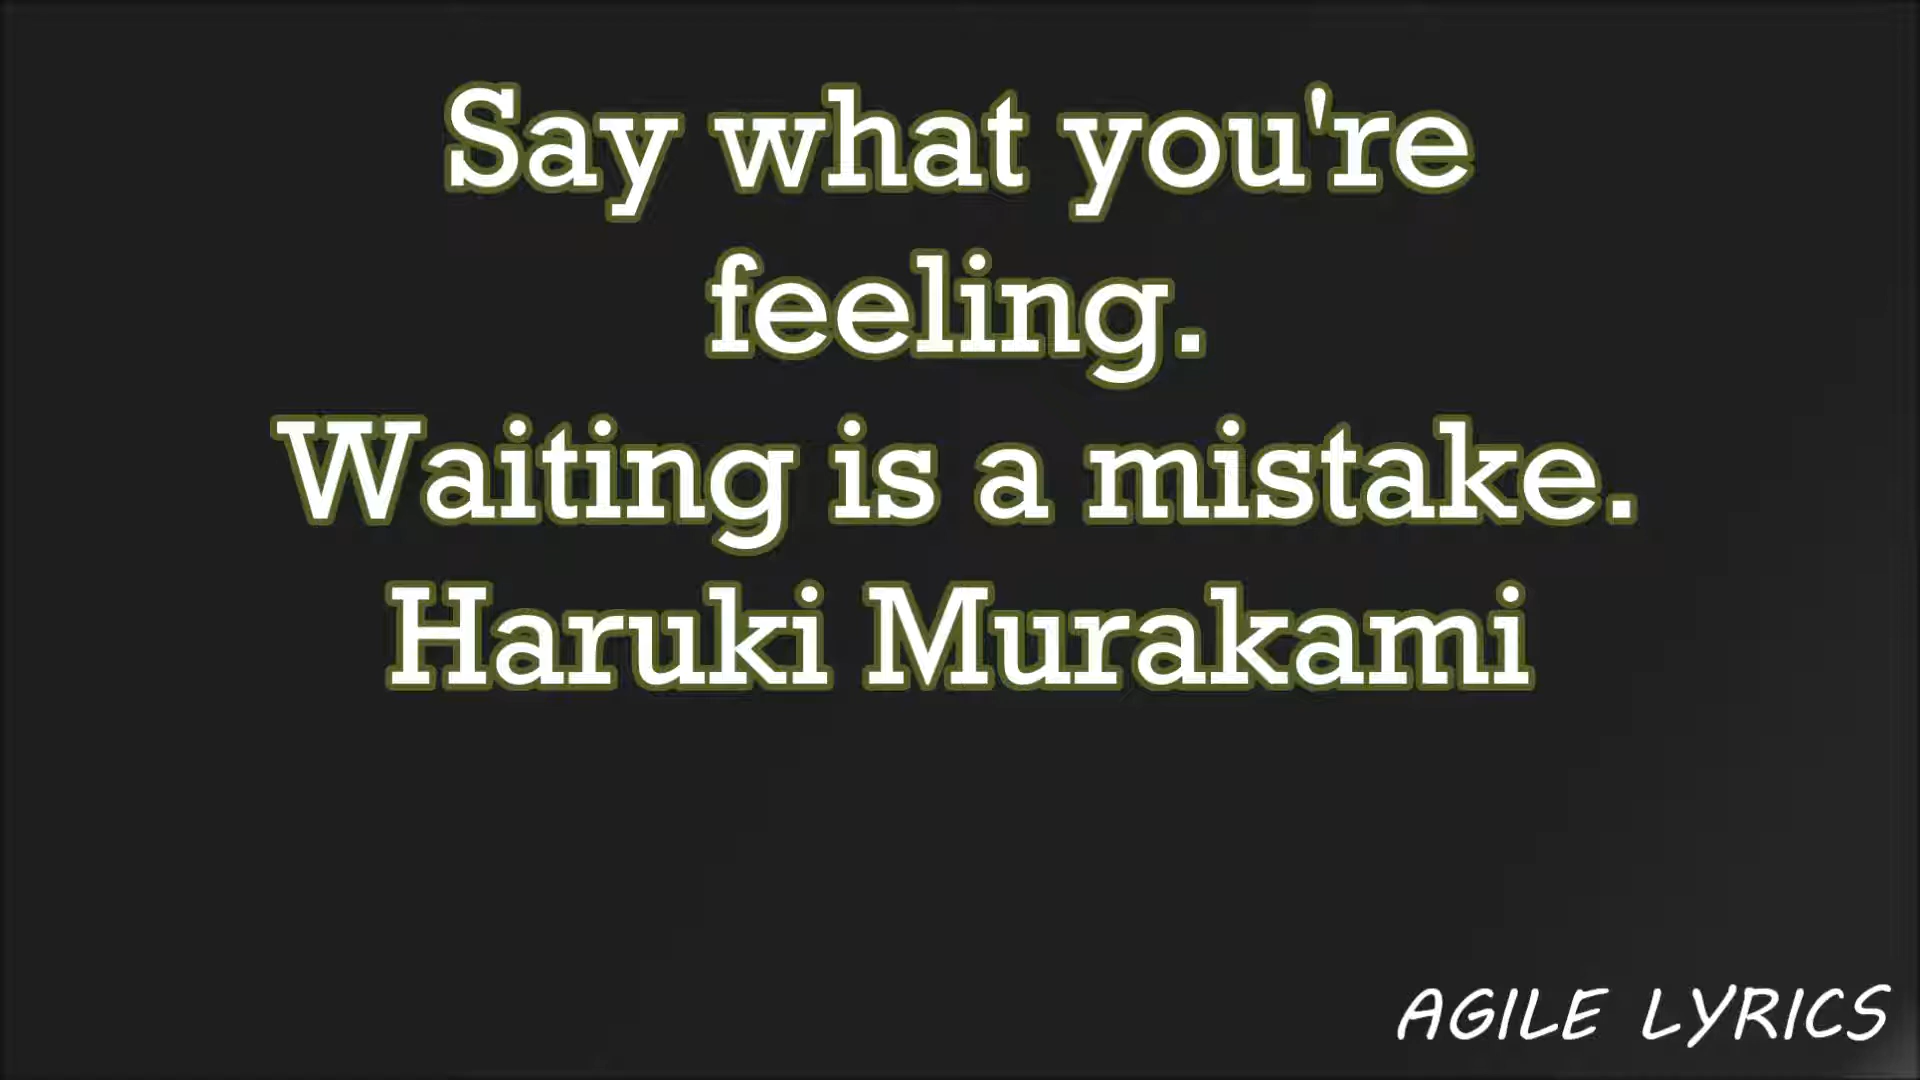 Say what you're
feeling.
Waiting is a mistake.
Haruki Murakami
AGILE LYRICS